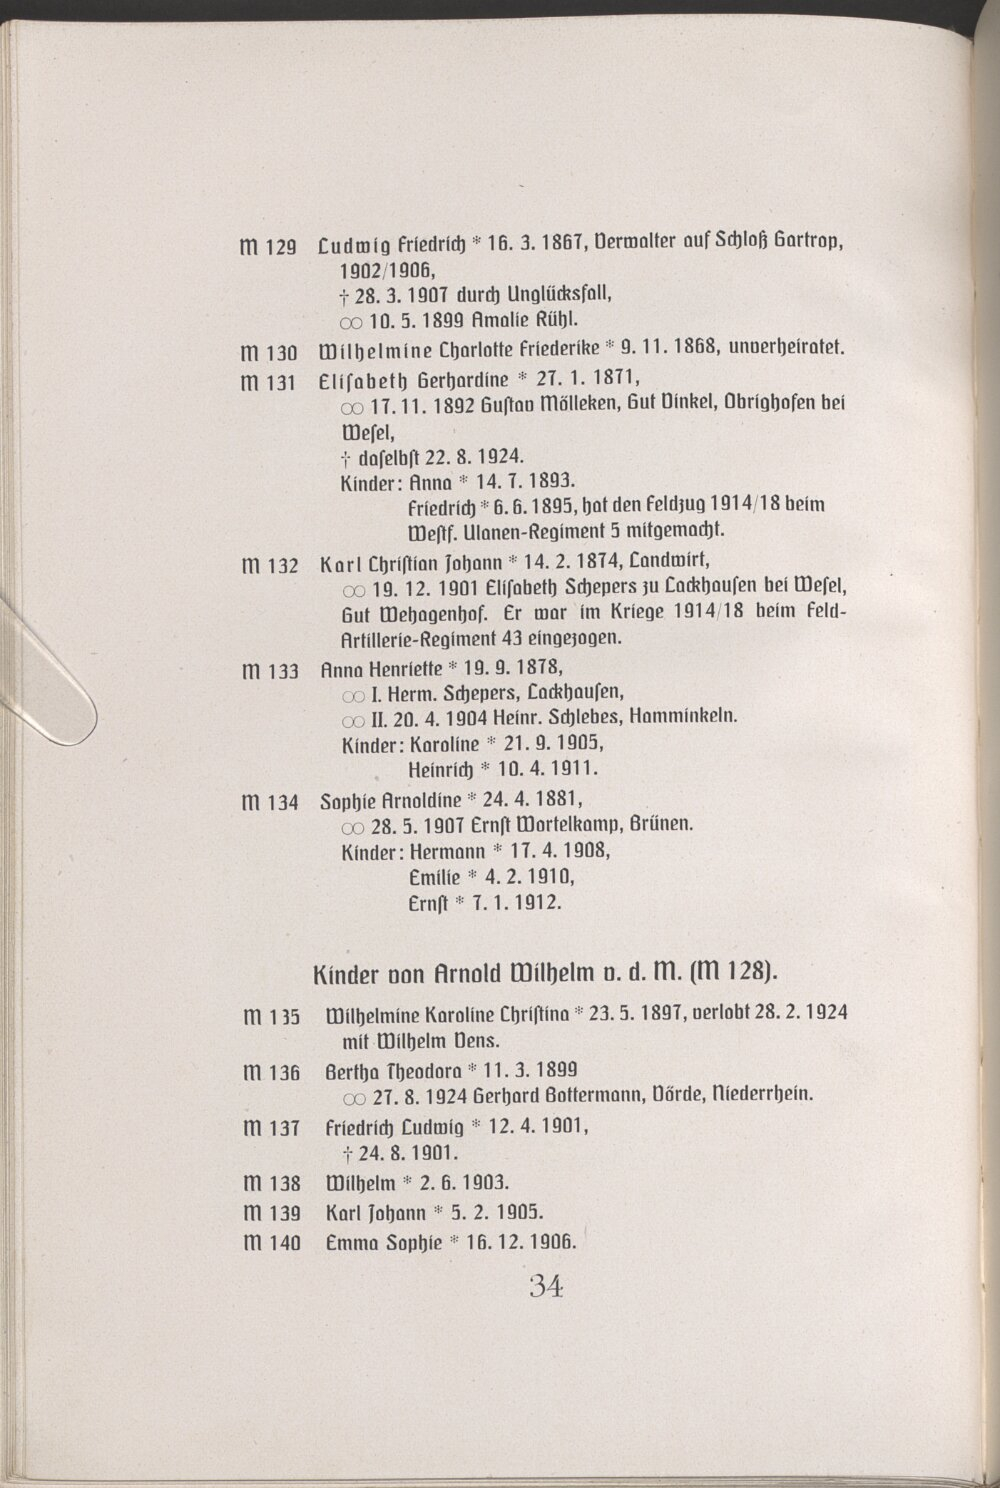 M 129 Ludwig Friedrich * 16. 3. 1867, Verwalter auf Schloß Gartrop,
1902/1906,
† 28. 3. 1907 durch Unglücksfall,
∞ 10. 5. 1899 Amalie Rühl.
M 130 Wilhelmine Charlotte Friederike * 9. 11. 1868, unverheiratet.
M 131 Eliſabeth Gerhardine * 27. 1. 1871,
∞ 17. 11. 1892 Guſtav Mölleken, Gut Dinkel, Obrighofen bei
Weſel,
† daſelbſt 22. 8. 1924.
Kinder: Anna * 14. 7. 1893.
Friedrich * 6. 6. 1895, hat den Feldzug 1914/18 beim
Weſtf. Ulanen-Regiment 5 mitgemacht.
M 132 Karl Chriſtian Johann * 14. 2. 1874, Landwirt,
∞ 19. 12. 1901 Eliſabeth Schepers zu Lackhauſen bei Weſel,
Gut Wehagenhof. Er war im Kriege 1914/18 beim Feld-
Artillerie-Regiment 43 eingezogen.
M 133 Anna Henriette * 19. 9. 1878,
∞ I. Herm. Schepers, Lackhauſen,
∞ II. 20. 4. 1904 Heinr. Schlebes, Hamminkeln.
Kinder: Karoline * 21. 9. 1905,
Heinrich * 10. 4. 1911.
M 134 Sophie Arnoldine * 24. 4. 1881,
∞ 28. 5. 1907 Ernſt Wortelkamp, Brünen.
Kinder: Hermann * 17. 4. 1908,
Emilie * 4. 2. 1910,
Ernſt * 7. 1. 1912.
Kinder von Arnold Wilhelm v. d. M. (M 128).
M 135 Wilhelmine Karoline Chriſtina * 23. 5. 1897, verlobt 28. 2. 1924
mit Wilhelm Dens.
M 136 Bertha Theodora * 11. 3. 1899
∞ 27. 8. 1924 Gerhard Bottermann, Vörde, Niederrhein.
M 137 Friedrich Ludwig * 12. 4. 1901,
† 24. 8. 1901.
M 138 Wilhelm * 2. 6. 1903.
M 139 Karl Johann * 5. 2. 1905.
M 140 Emma Sophie * 16. 12. 1906.
34